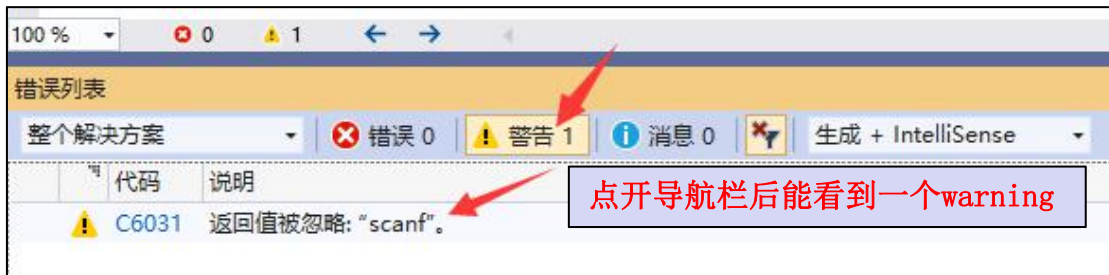 100 % 0 1
错误列表
整个解决方案 错误 0 警告 1 消息 0 生成 + IntelliSense
代码 说明
C6031 返回值被忽略: “scanf”。
点开导航栏后能看到一个warning